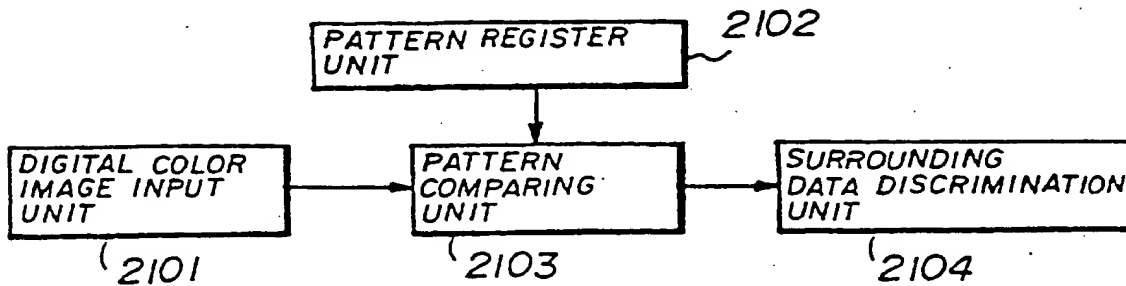 PATTERN REGISTER
UNIT
2102
DIGITAL COLOR
IMAGE INPUT
UNIT
2101
PATTERN
COMPARING
UNIT
2103
SURROUNDING
DATA DISCRIMINATION
UNIT
2104